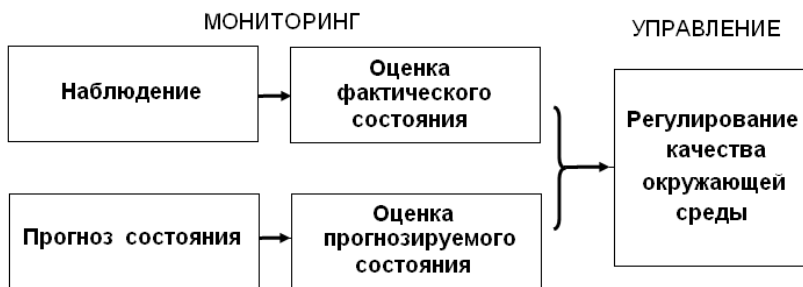 МОНИТОРИНГ
УПРАВЛЕНИЕ
Наблюдение
Оценка
фактического
состояния
Прогноз состояния
Оценка
прогнозируемого
состояния
Регулирование
качества
окружающей
среды